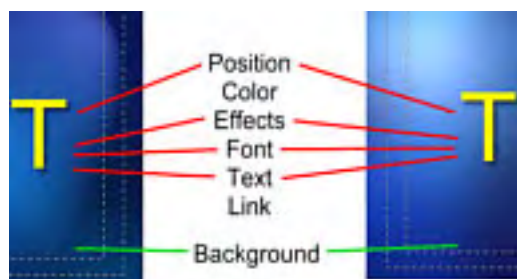 Position
Color
T
Effects
T
Font
Text
Link
Background